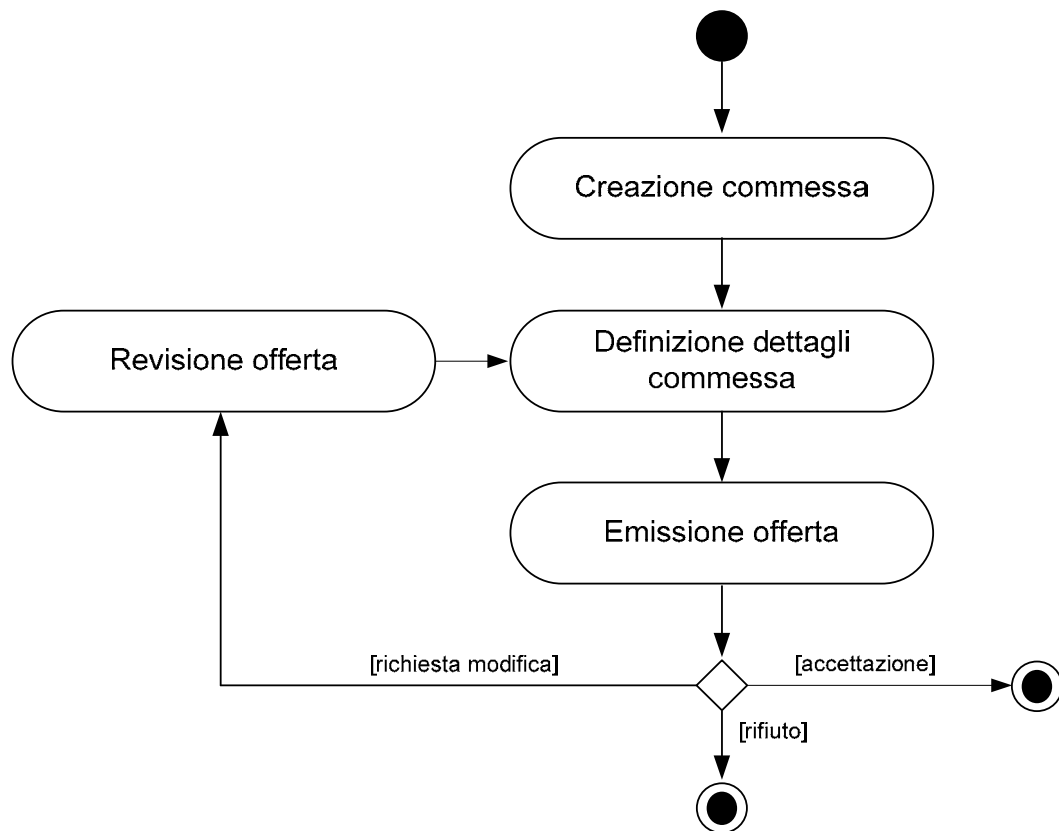 Creazione commessa
Revisione offerta
Definizione dettagli
commessa
Emissione offerta
[richiesta modifica]
[accettazione]
[rifiuto]